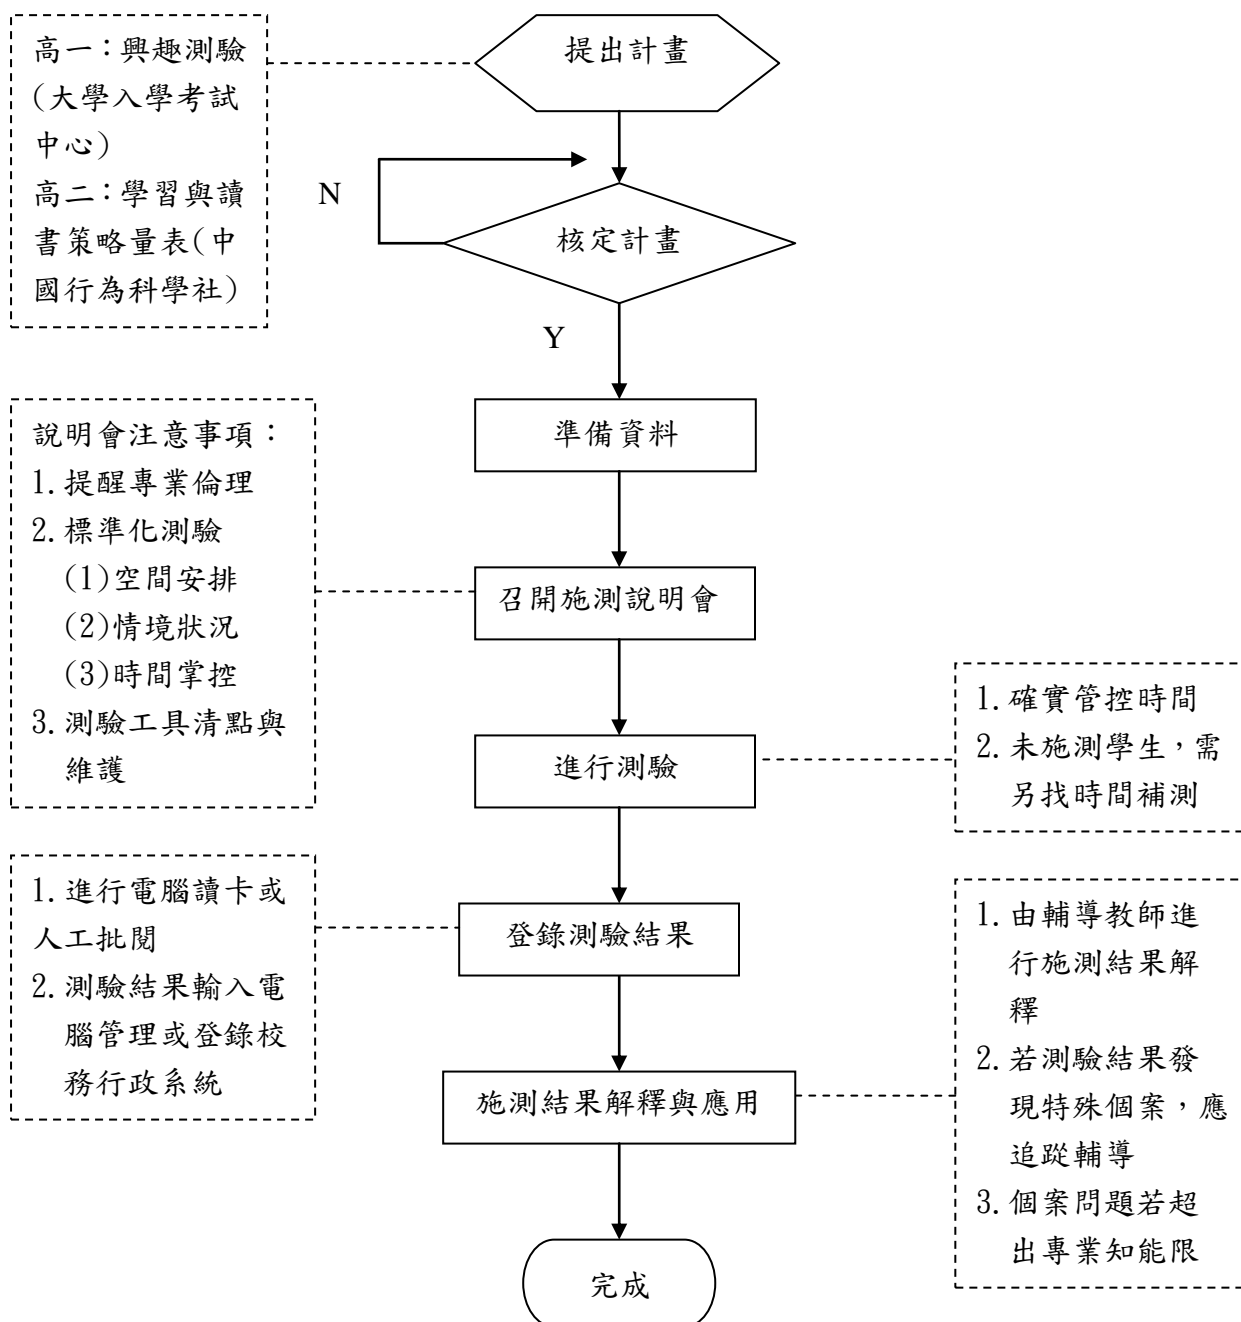 提出計畫
高一：興趣測驗
(大學入學考試
中心)
高二：學習與讀
書策略量表(中
國行為科學社)
N
核定計畫
Y
準備資料
說明會注意事項：
1.提醒專業倫理
2.標準化測驗
(1)空間安排
(2)情境狀況
(3)時間掌控
3.測驗工具清點與
維護
召開施測說明會
進行測驗
1.確實管控時間
2.未施測學生，需
另找時間補測
1.進行電腦讀卡或
人工批閱
2.測驗結果輸入電
腦管理或登錄校
務行政系統
登錄測驗結果
施測結果解釋與應用
1.由輔導教師進
行施測結果解
釋
2.若測驗結果發
現特殊個案，應
追蹤輔導
3.個案問題若超
出專業知能限
完成